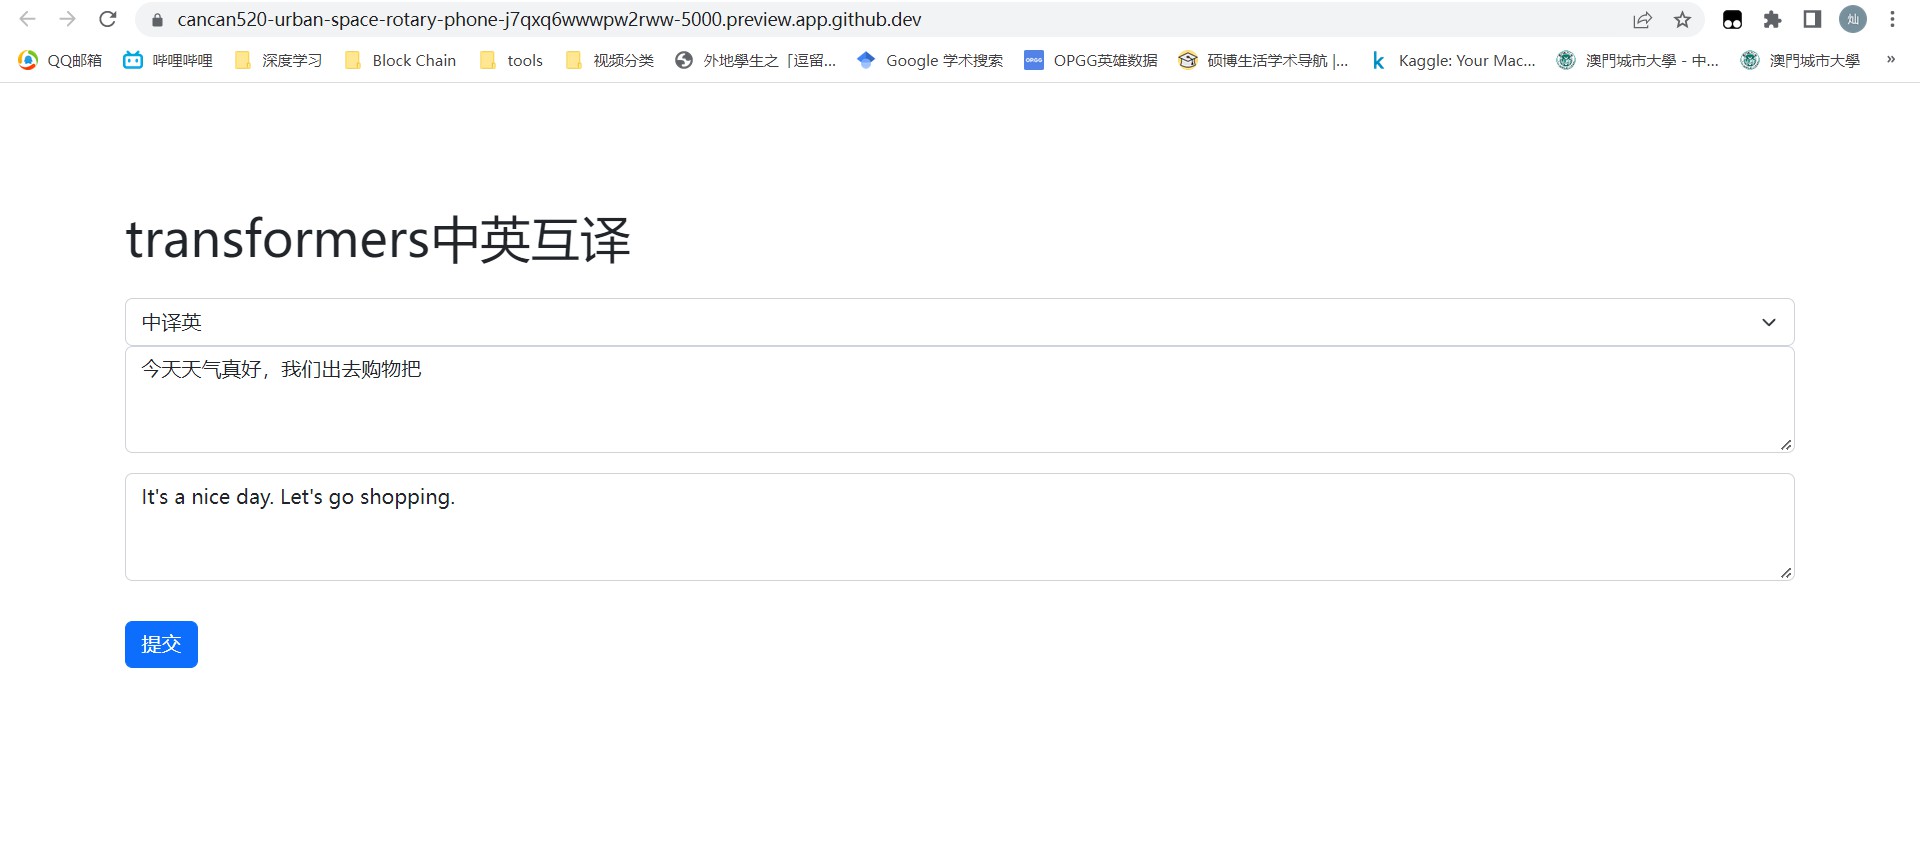 cancan520-urban-space-rotary-phone-j7qxq6wwwpw2rww-5000.preview.app.github.dev
灿
QQ邮箱 哔哩哔哩 深度学习 Block Chain tools 视频分类 外地學生之「逗留... Google 学术搜索 OPGG OPGG英雄数据 硕博生活学术导航 |... k Kaggle: Your Mac... 澳門城市大學 - 中... 澳門城市大學 »
transformers中英互译
中译英
今天天气真好，我们出去购物把
It's a nice day. Let's go shopping.
提交